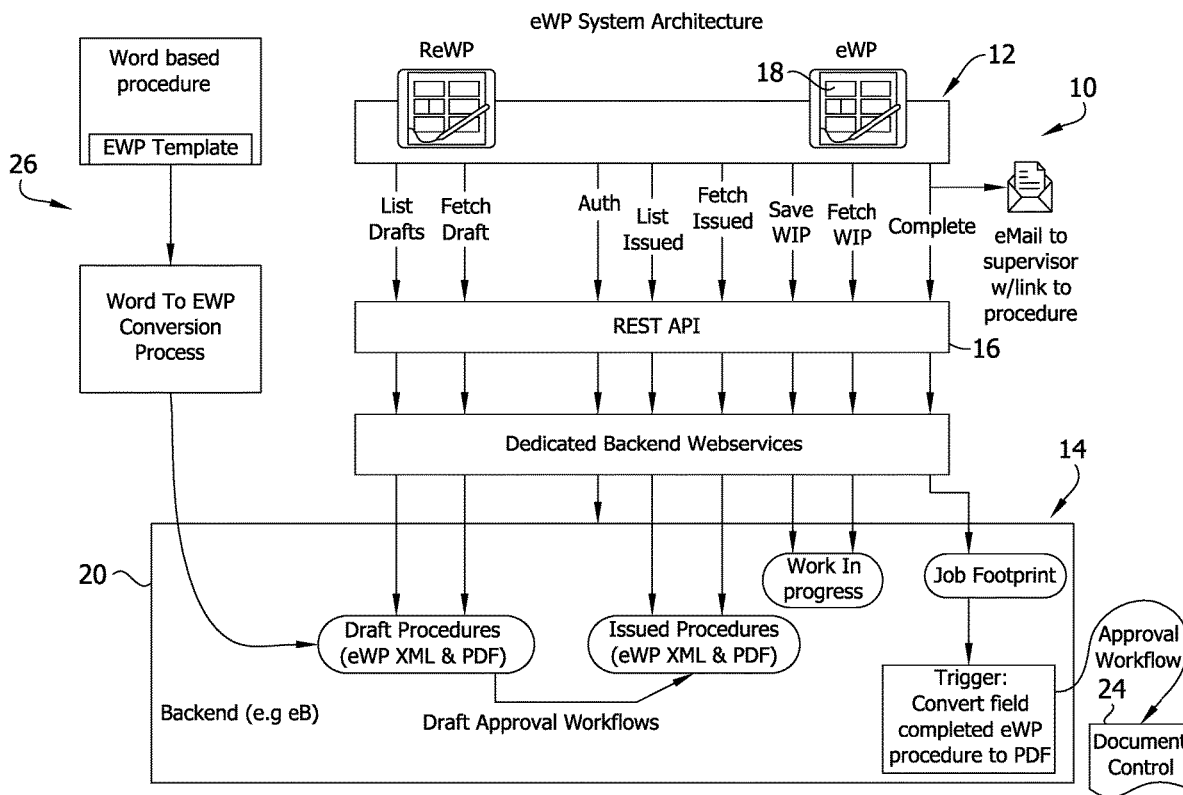 eWP System Architecture
Word based
procedure
EWP Template
26
ReWP
eWP
18
12
10
List
Drafts
Fetch
Draft
Auth
List
Issued
Fetch
Issued
Save
WIP
Fetch
WIP
Complete
eMail to
supervisor
w/link to
procedure
Word To EWP
Conversion
Process
REST API
16
Dedicated Backend Webservices
14
20
Work In
progress
Job Footprint
Draft Procedures
(eWP XML & PDF)
Issued Procedures
(eWP XML & PDF)
Approval
Workflow
Trigger:
Convert field
completed eWP
procedure to PDF
24
Backend (e.g eB)
Draft Approval Workflows
Document
Control